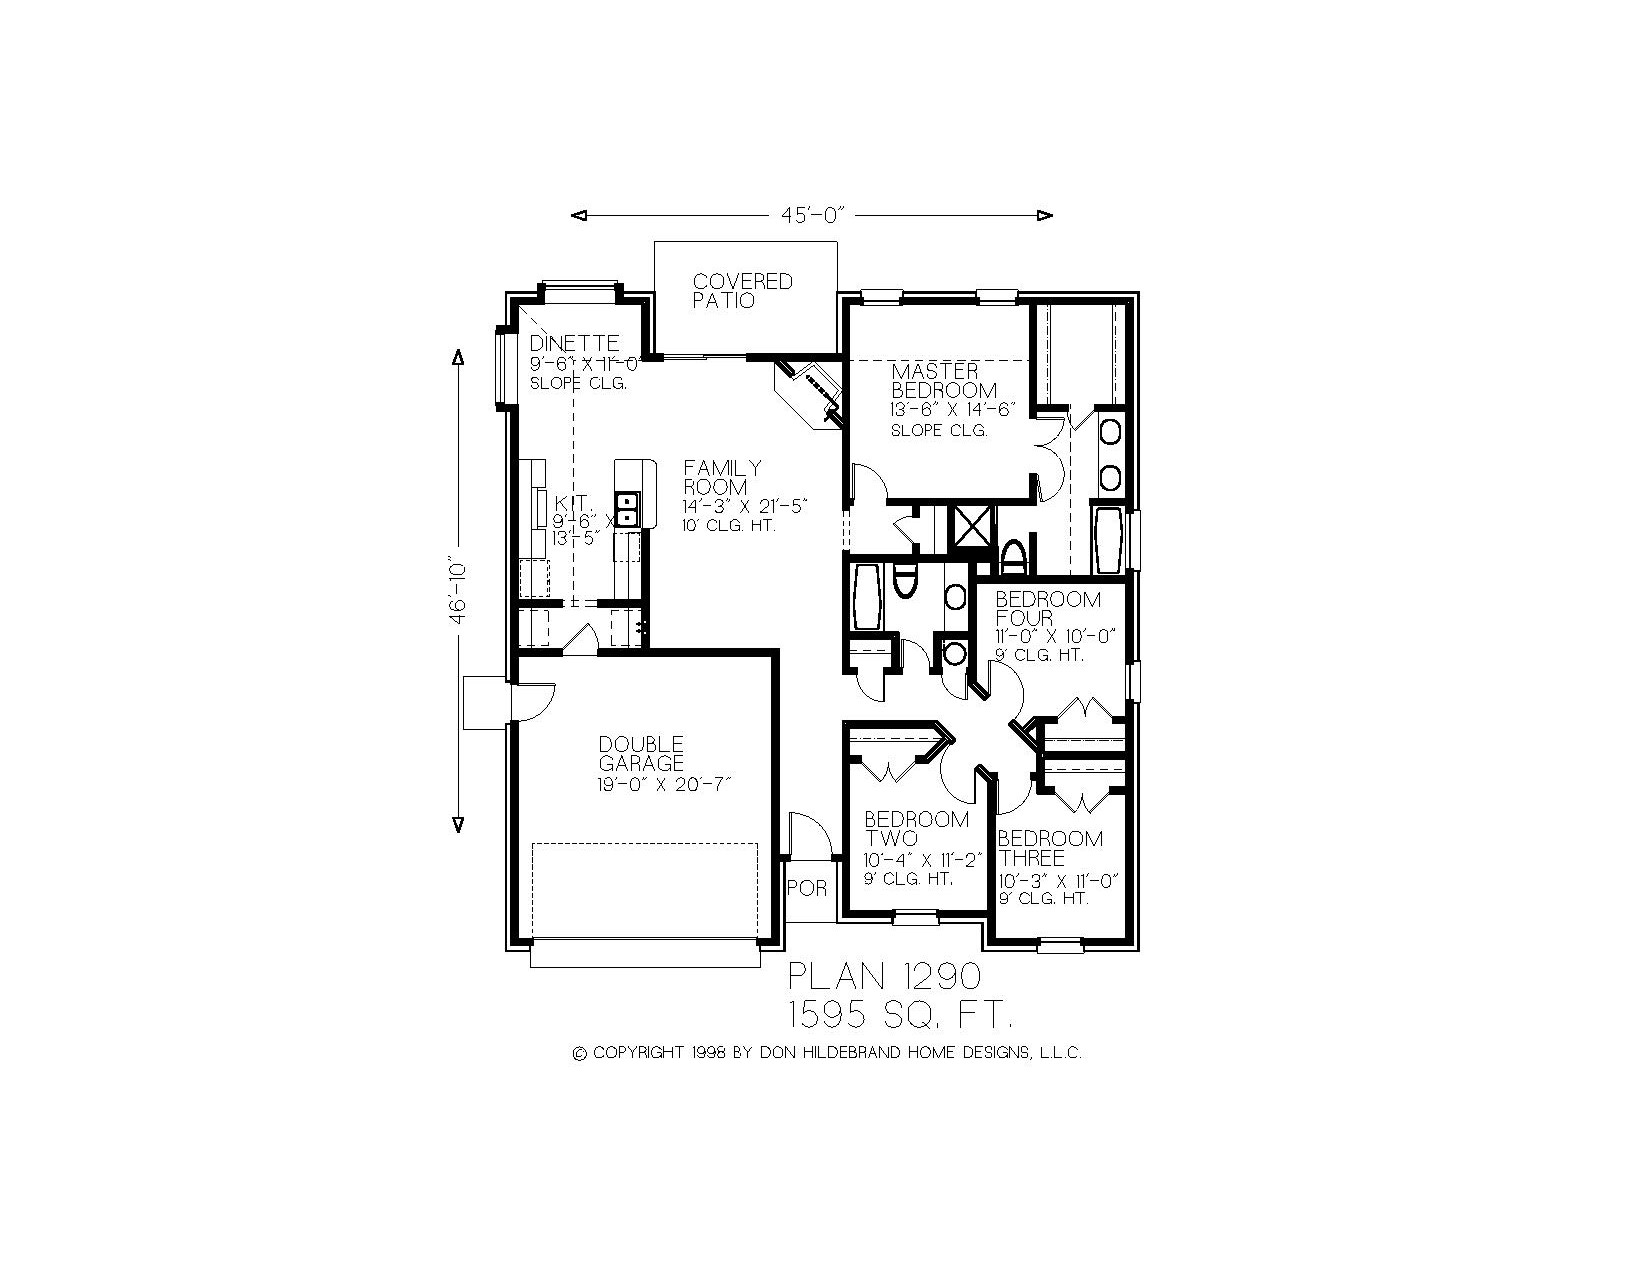 45'-0"
COVERED
PATIO
DINETTE
9'-6" X 11'-0"
SLOPE CLG.
MASTER
BEDROOM
13'-6" X 14'-6"
SLOPE CLG.
FAMILY
ROOM
14'-3" X 21'-5"
10' CLG. HT.
KIT.
9'-6" X
13'-5"
46'-10"
BEDROOM
FOUR
11'-0" X 10'-0"
9' CLG. HT.
DOUBLE
GARAGE
19'-0" X 20'-7"
BEDROOM
TWO
10'-4" X 11'-2"
9' CLG. HT.
BEDROOM
THREE
10'-3" X 11'-0"
9' CLG. HT.
POR
PLAN 1290
1595 SQ. FT.
© COPYRIGHT 1998 BY DON HILDEBRAND HOME DESIGNS, L.L.C.